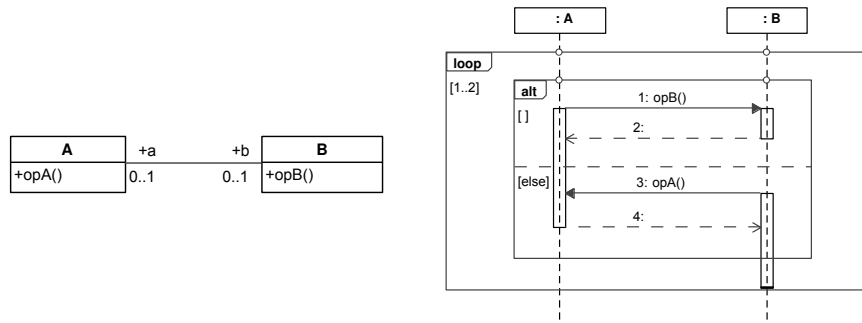 A
+opA()
+a
0..1
+b
0..1
B
+opB()
: A
: B
loop
[1..2]
alt
[ ]
1: opB()
2:
[else]
3: opA()
4: